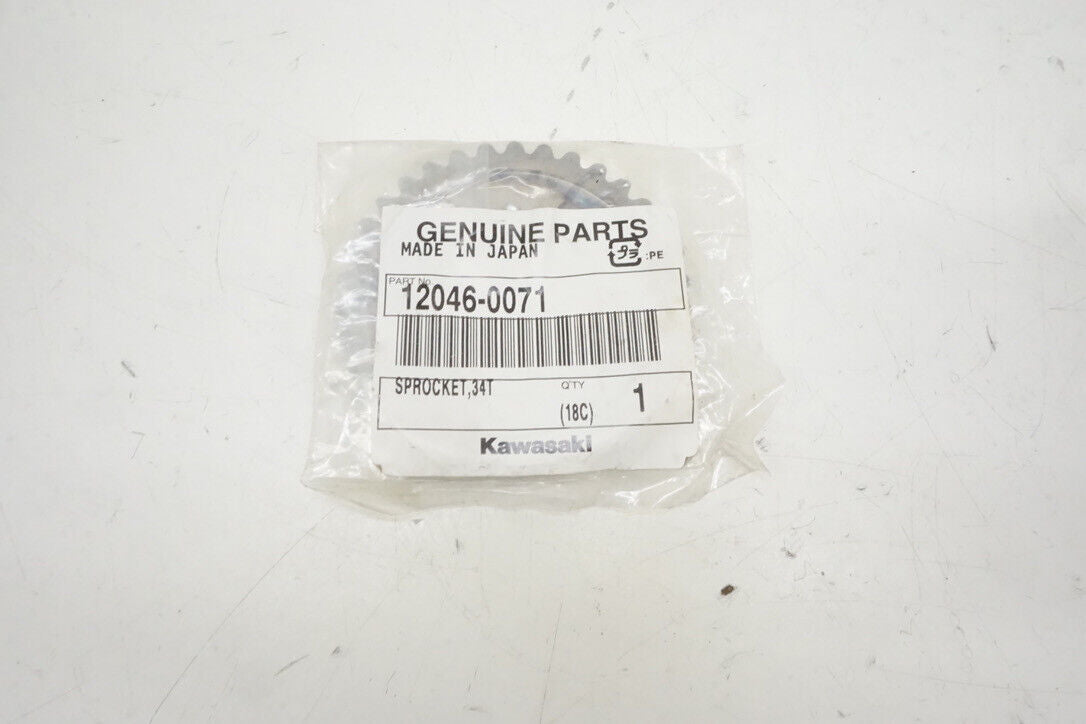 GENUINE PARTS
MADE IN JAPAN
:PE
PART No.
12046-0071
SPROCKET,34T
Q'TY
(18C)
1
Kawasaki